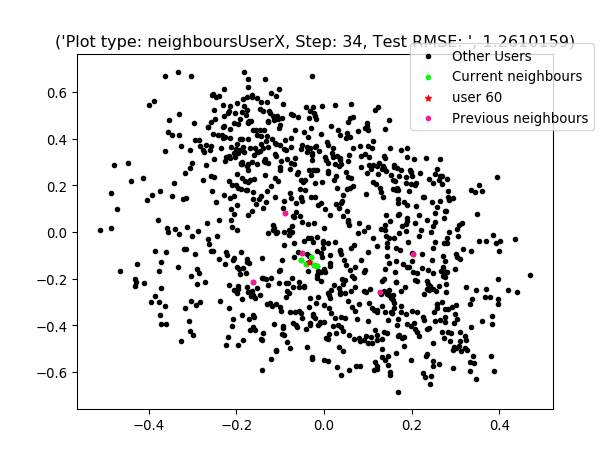 ('Plot type: neighboursUserX, Step: 34, Test RMSE: ', 1.2610159)
Other Users
Current neighbours
user 60
Previous neighbours
0.6
0.4
0.2
0.0
−0.2
−0.4
−0.6
−0.4 −0.2 0.0 0.2 0.4